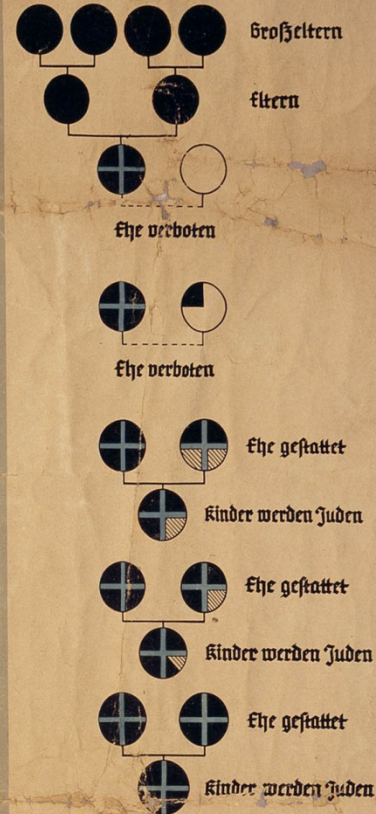 Großeltern
Eltern
Ehe verboten
Ehe verboten
Ehe gestattet
Kinder werden Juden
Ehe gestattet
Kinder werden Juden
Ehe gestattet
Kinder werden Juden